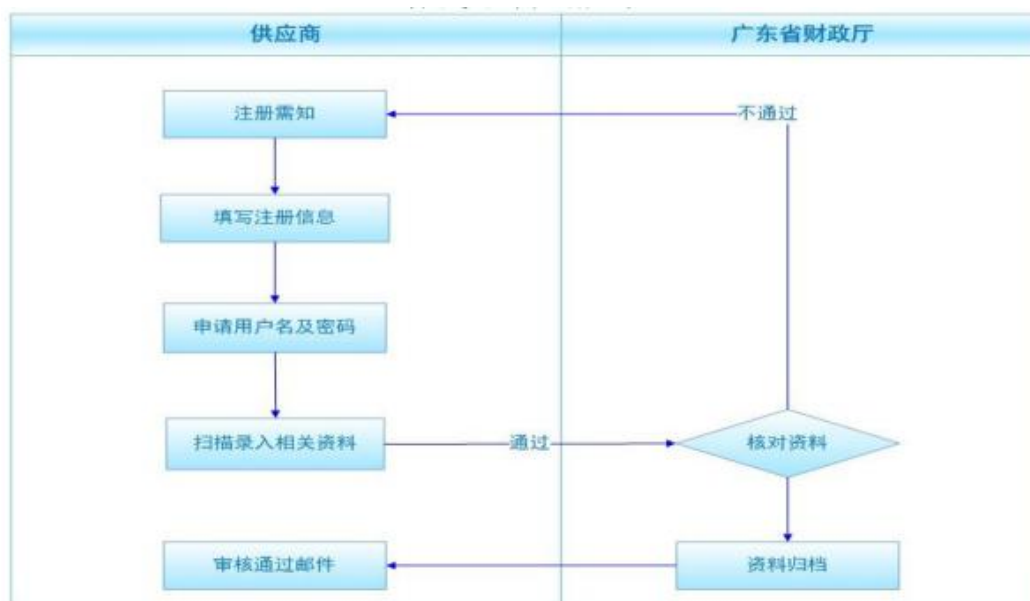 供应商
广东省财政厅
注册需知
不通过
填写注册信息
申请用户名及密码
扫描录入相关资料
通过
核对资料
审核通过邮件
资料归档